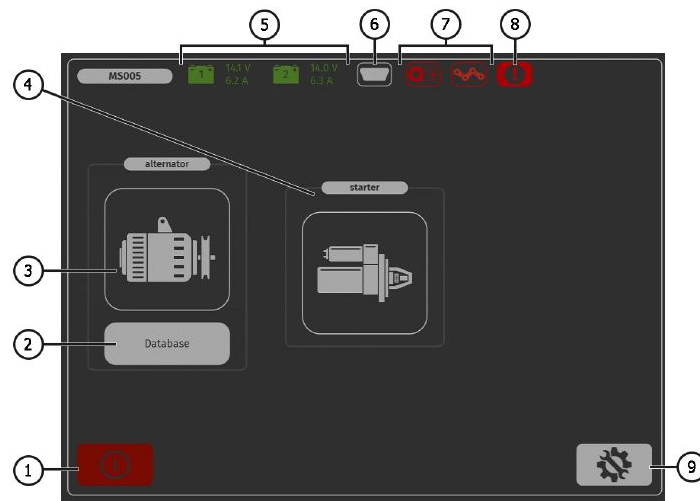 5
6
7
8
MS005
1
14.1 V
6.2 A
2
14.0 V
6.3 A
4
alternator
starter
3
2
Database
1
9